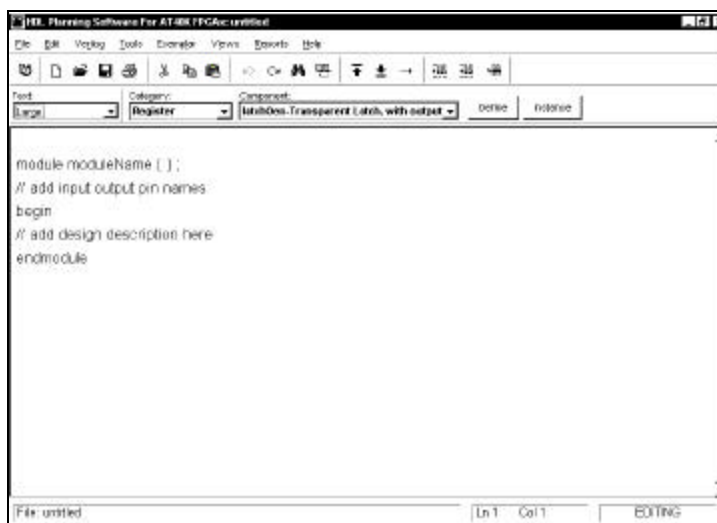 HDL Planning Software For AT40K FPGAs: untitled
File Edit Verilog Tools Examples Views Reports Help
Text: Category: Component:
Large Register latchOen-Transparent Latch, with output Define Instance
module moduleName ( ) ;
// add input output pin names
begin
// add design description here
endmodule
File: untitled Ln 1 Col 1 EDITING